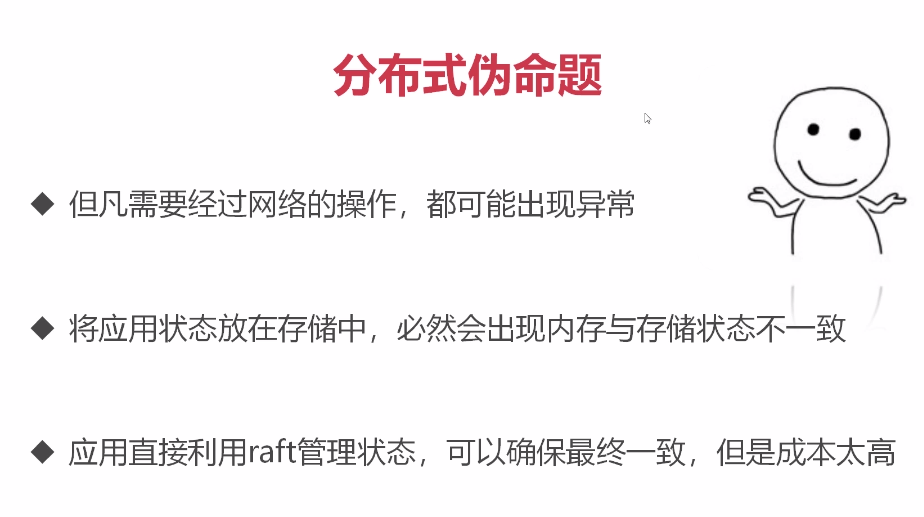 分布式伪命题
但凡需要经过网络的操作，都可能出现异常
将应用状态放在存储中，必然会出现内存与存储状态不一致
应用直接利用raft管理状态，可以确保最终一致，但是成本太高